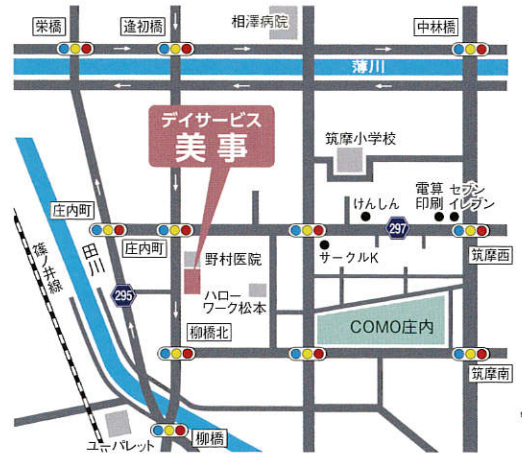 栄橋
逢初橋
相澤病院
中林橋
薄川
デイサービス
美事
筑摩小学校
けんしん
電算
印刷
セブン
イレブン
庄内町
庄内町
297
野村医院
サークルK
筑摩西
篠ノ井線
田川
295
ハロー
ワーク松本
柳橋北
COMO庄内
筑摩南
ユーパレット
柳橋